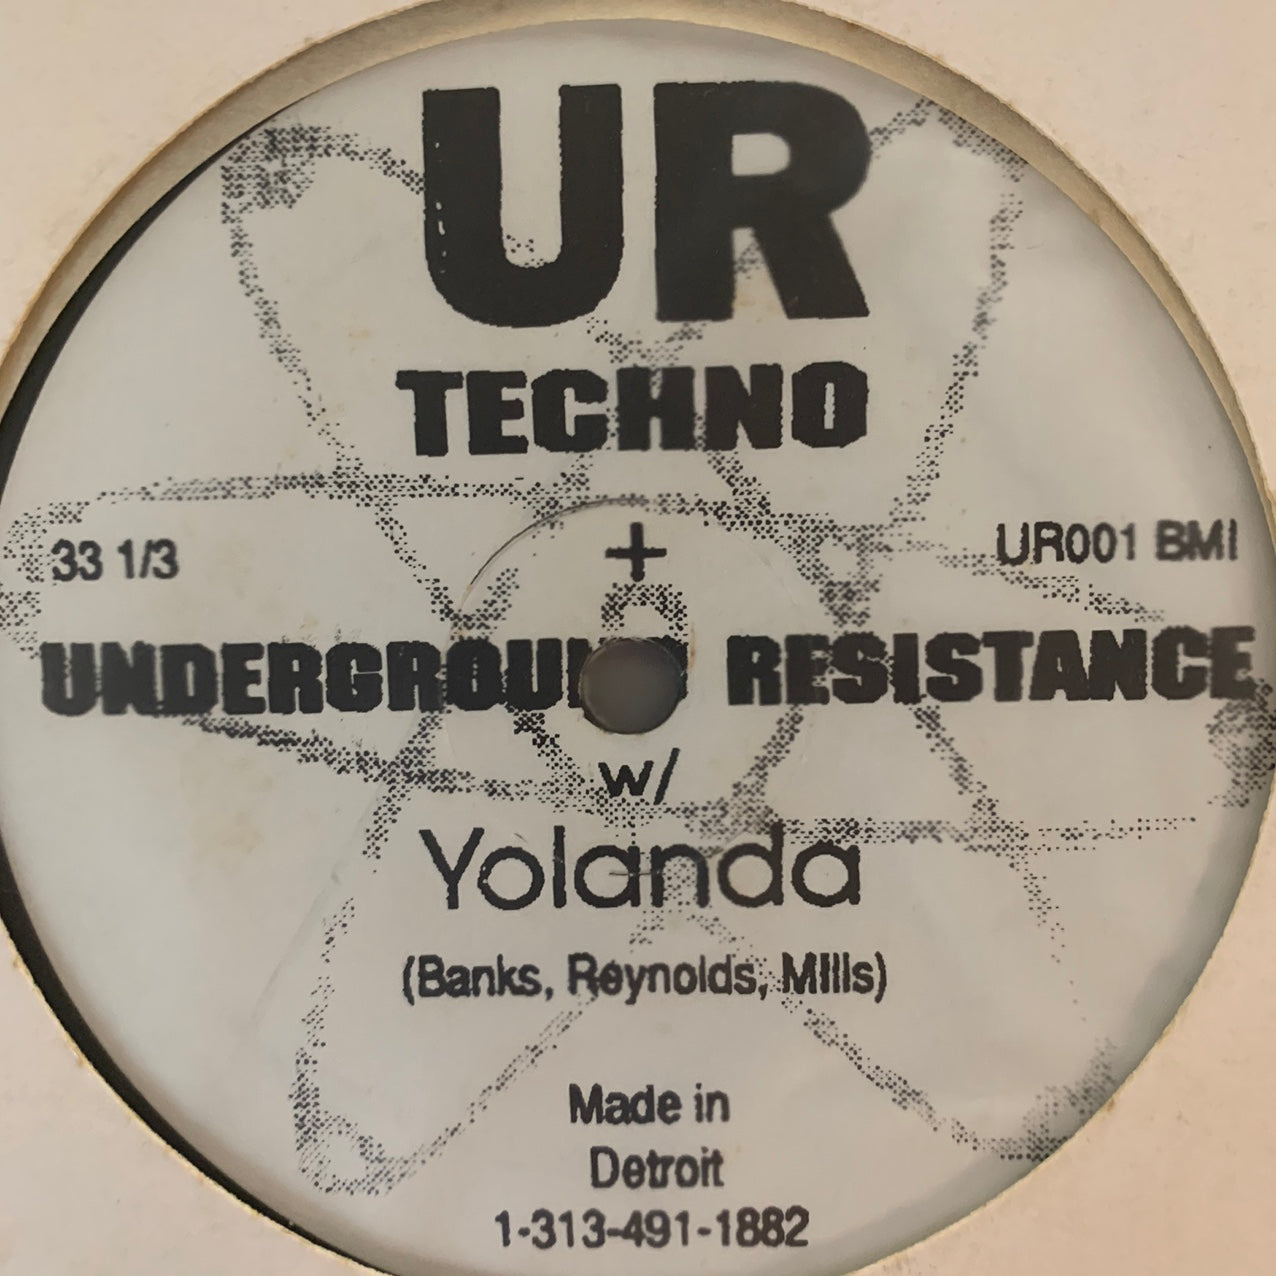 UR
TECHNO
33 1/3
+
UR001 BMI
UNDERGROUND RESISTANCE
w/
Yolanda
(Banks, Reynolds, Mills)
Made in
Detroit
1-313-491-1882